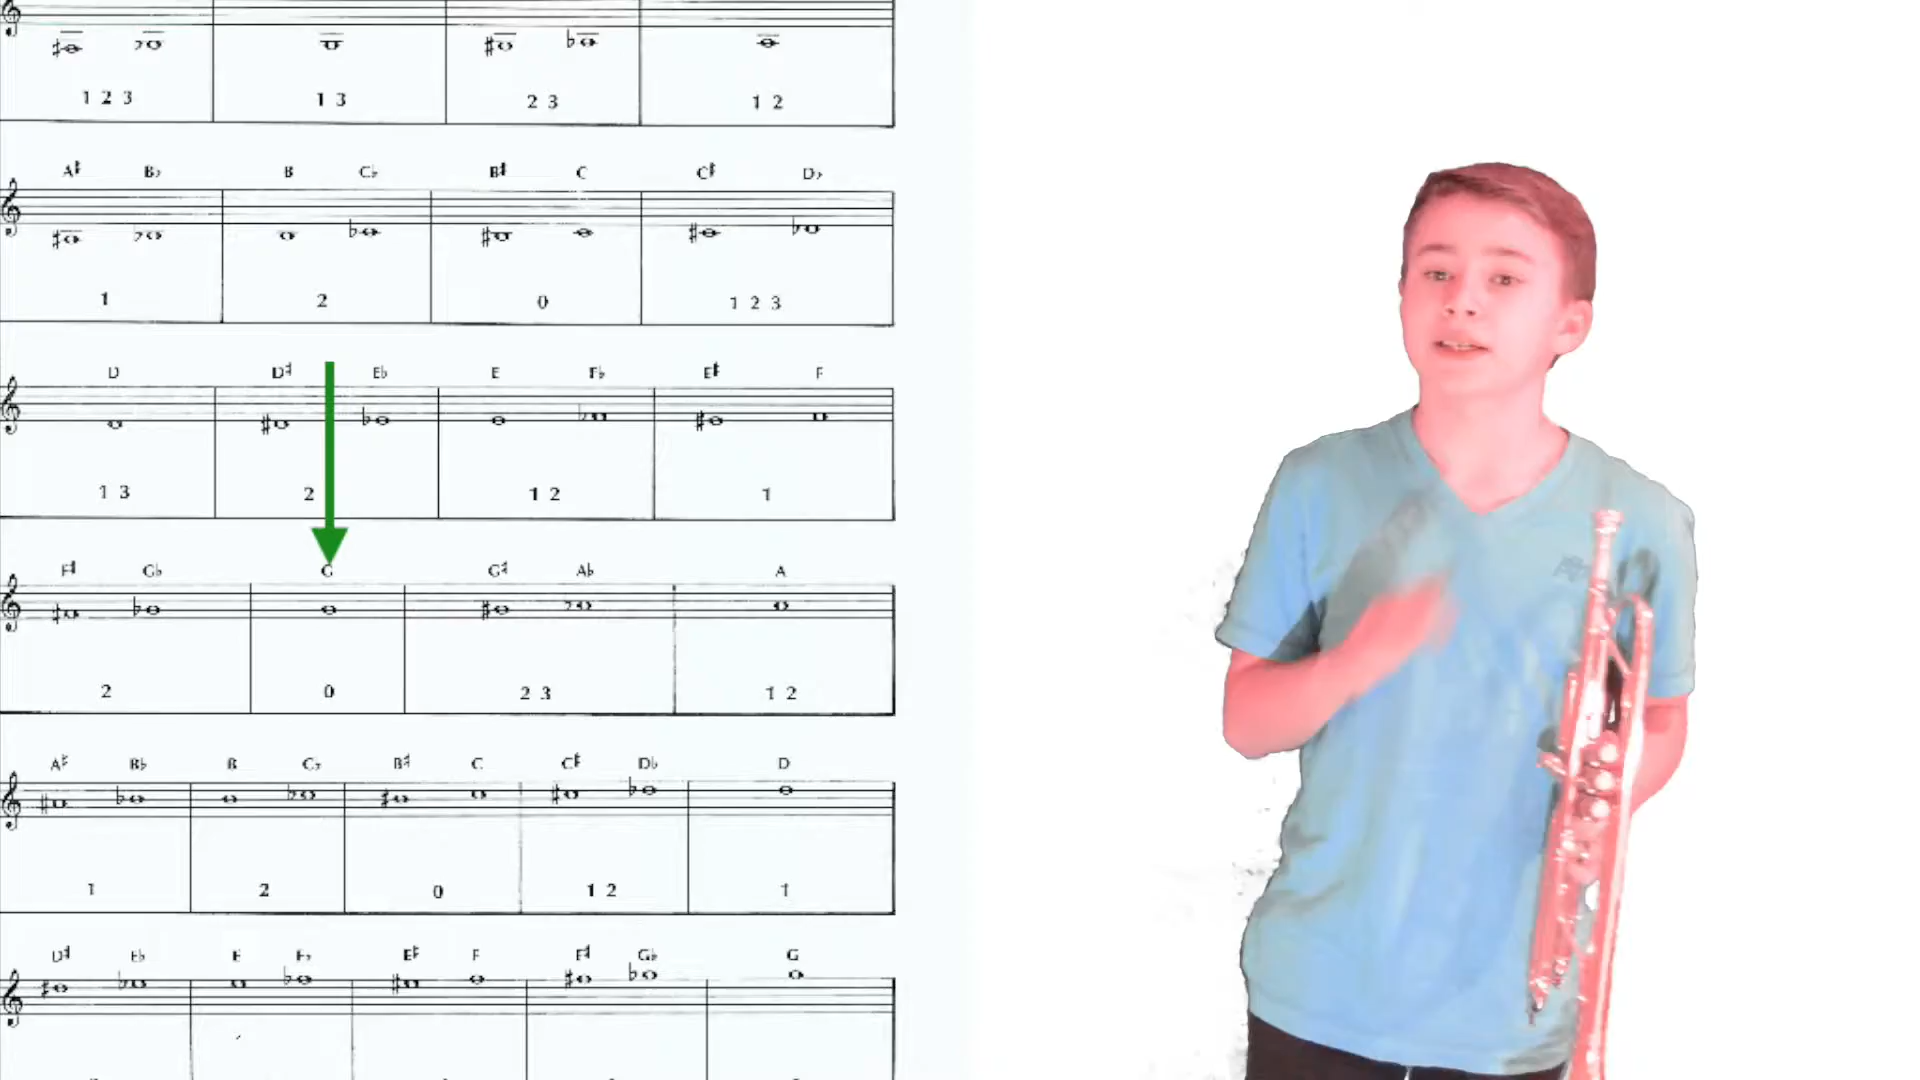 1 2 3 1 3 2 3 1 2
A♯ B♭ B C♭ B♯ C C♯ D♭
1 2 0 1 2 3
D D♯ E♭ E F♭ E♯ F
1 3 2 1 2 1
F♯ G♭ G G♯ A♭ A
2 0 2 3 1 2
A♯ B♭ B C♭ B♯ C C♯ D♭ D
1 2 0 1 2 1
D♯ E♭ E F♭ E♯ F F♯ G♭ G